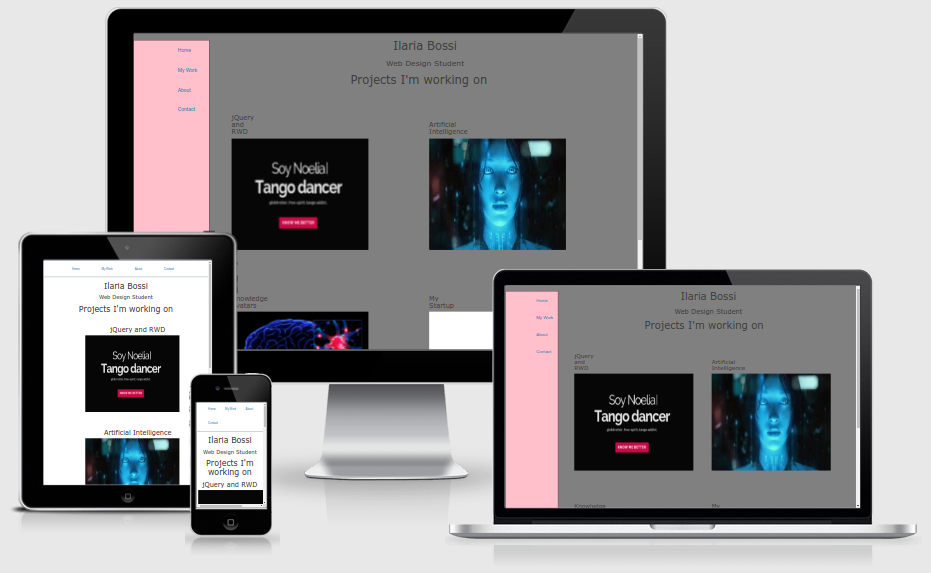 Home
My Work
About
Contact
Ilaria Bossi
Web Design Student
Projects I'm working on
jQuery
and
RWD
Soy Noelia!
Tango dancer
KNOW ME BETTER
Artificial
Intelligence
nowledge
vatars
My
Startup
Home
My Work
About
Contact
Ilaria Bossi
Web Design Student
Projects I'm working on
jQuery and RWD
Soy Noelia!
Tango dancer
KNOW ME BETTER
Artificial Intelligence
Home
My Work
About
Contact
Ilaria Bossi
Web Design Student
Projects I'm
working on
jQuery and RWD
Home
My Work
About
Contact
Ilaria Bossi
Web Design Student
Projects I'm working on
jQuery
and
RWD
Soy Noelia!
Tango dancer
KNOW ME BETTER
Artificial
Intelligence
Knowledge
My